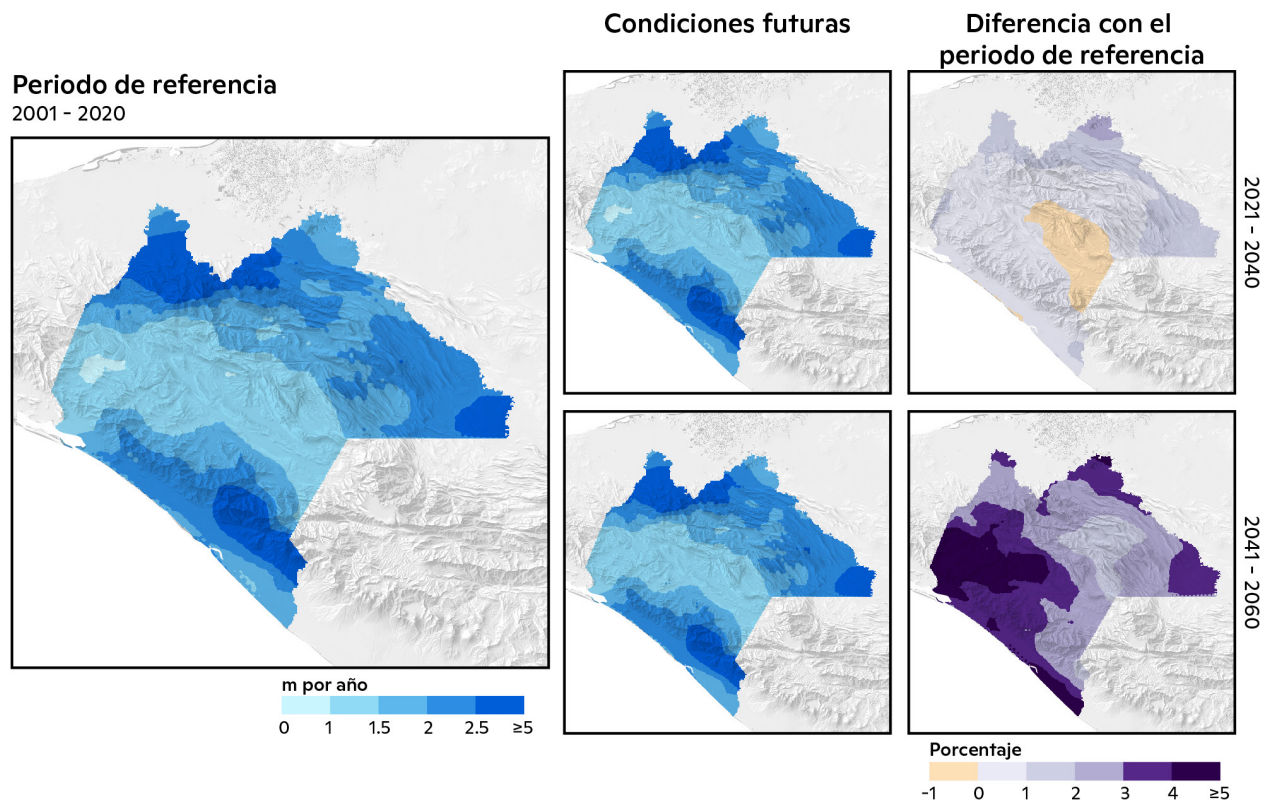 Condiciones futuras
Diferencia con el
periodo de referencia
Periodo de referencia
2001 - 2020
2021 - 2040
2041 - 2060
m por año
0 1 1.5 2 2.5 ≥5
Porcentaje
-1 0 1 2 3 4 ≥5